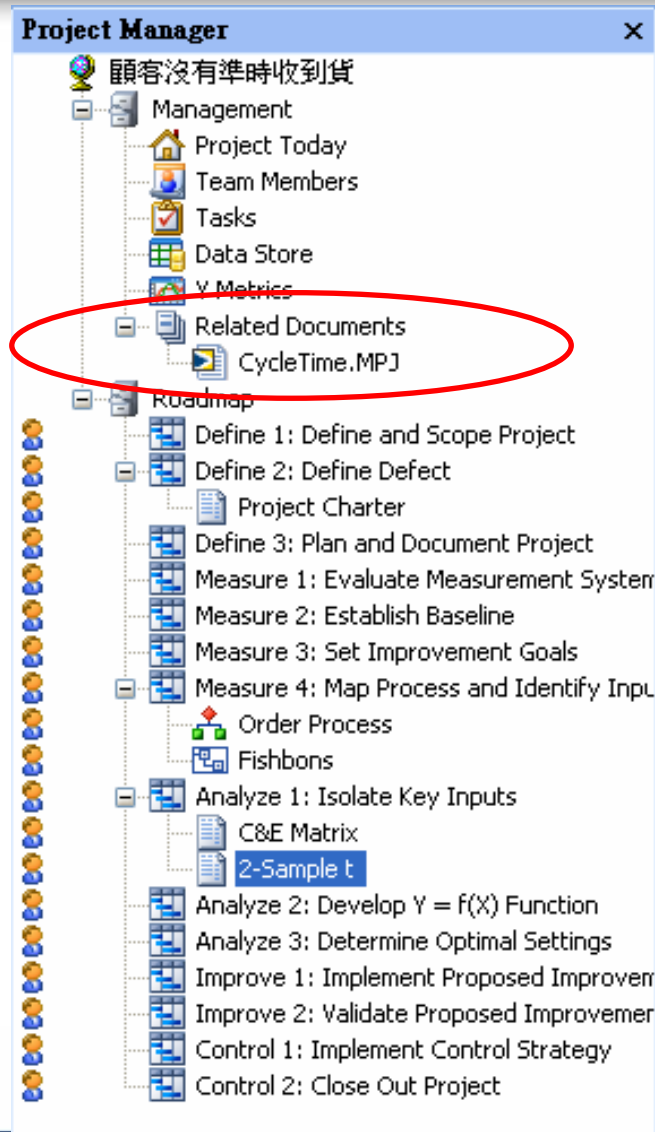 Project Manager
顧客沒有準時收到貨
Management
Project Today
Team Members
Tasks
Data Store
Y Metrics
Related Documents
CycleTime.MPJ
Roadmap
Define 1: Define and Scope Project
Define 2: Define Defect
Project Charter
Define 3: Plan and Document Project
Measure 1: Evaluate Measurement System
Measure 2: Establish Baseline
Measure 3: Set Improvement Goals
Measure 4: Map Process and Identify Inpu
Order Process
Fishbons
Analyze 1: Isolate Key Inputs
C&E Matrix
2-Sample t
Analyze 2: Develop Y = f(X) Function
Analyze 3: Determine Optimal Settings
Improve 1: Implement Proposed Improvem
Improve 2: Validate Proposed Improvemer
Control 1: Implement Control Strategy
Control 2: Close Out Project